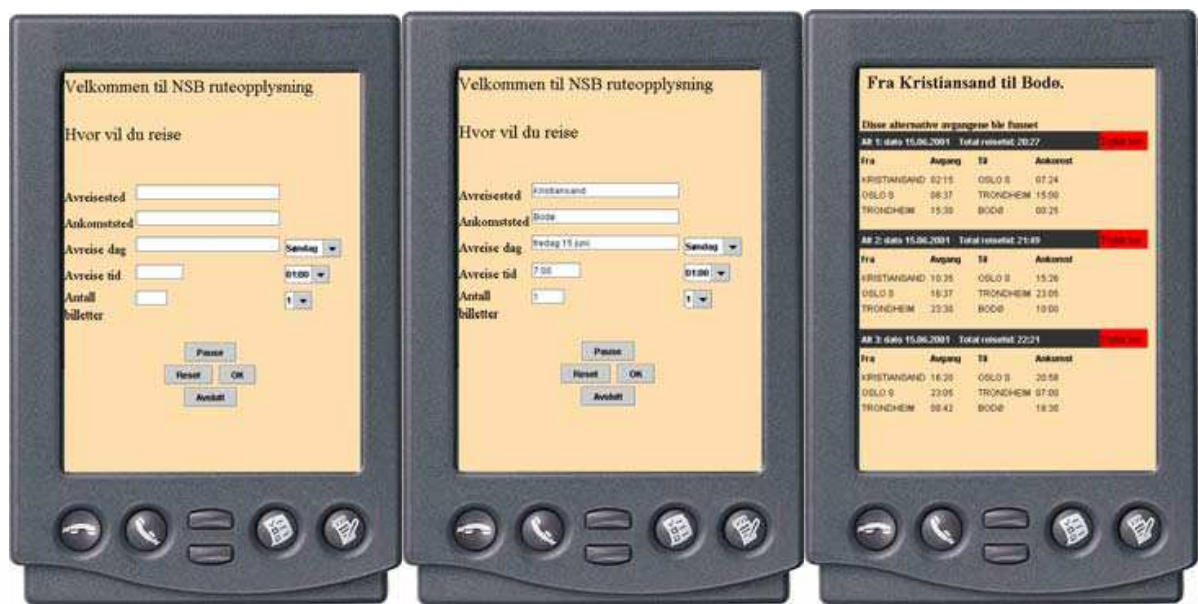 Velkommen til NSB ruteopplysning
Hvor vil du reise
Avreisested
Ankomststed
Avreise dag Søndag
Avreise tid 01:00
Antall 1
billetter
Pause
Reset OK
Avslutt
Velkommen til NSB ruteopplysning
Hvor vil du reise
Avreisested Kristiansand
Ankomststed Bodø
Avreise dag fredag 15 juni Søndag
Avreise tid 7:00 01:00
Antall 1 1
billetter
Pause
Reset OK
Avslutt
Fra Kristiansand til Bodø.
Disse alternative avgangene ble funnet
Alt 1: dato 15.06.2001 Total reisetid: 20:27
Fra Avgang Til Ankomst
KRISTIANSAND 02:15 OSLO S 07:24
OSLO S 08:37 TRONDHEIM 15:00
TRONDHEIM 15:38 BODØ 00:25
Alt 2: dato 15.06.2001 Total reisetid: 21:49
Fra Avgang Til Ankomst
KRISTIANSAND 10:35 OSLO S 15:26
OSLO S 16:37 TRONDHEIM 23:05
TRONDHEIM 23:38 BODØ 10:00
Alt 3: dato 15.06.2001 Total reisetid: 22:21
Fra Avgang Til Ankomst
KRISTIANSAND 16:20 OSLO S 20:58
OSLO S 23:05 TRONDHEIM 07:00
TRONDHEIM 08:42 BODØ 18:30